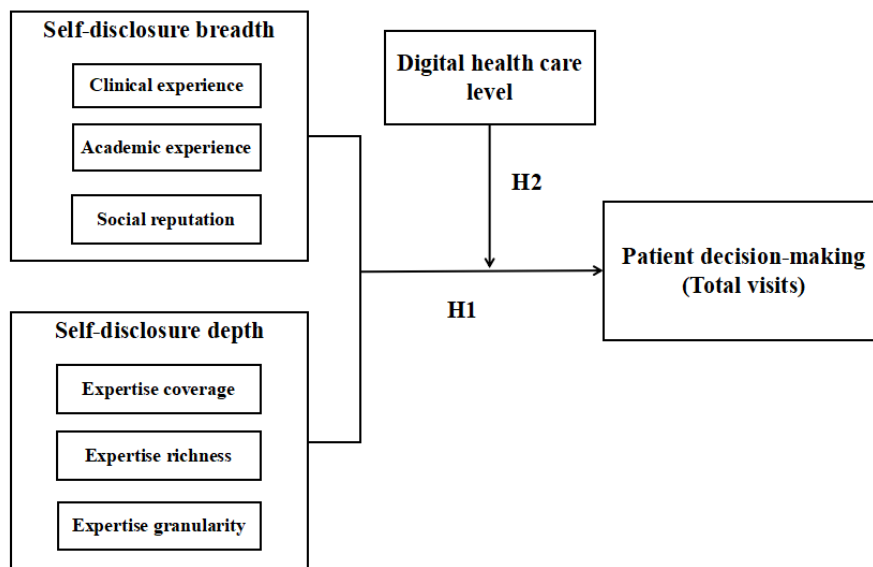 Self-disclosure breadth
Clinical experience
Academic experience
Social reputation
Digital health care
level
H2
Patient decision-making
(Total visits)
H1
Self-disclosure depth
Expertise coverage
Expertise richness
Expertise granularity